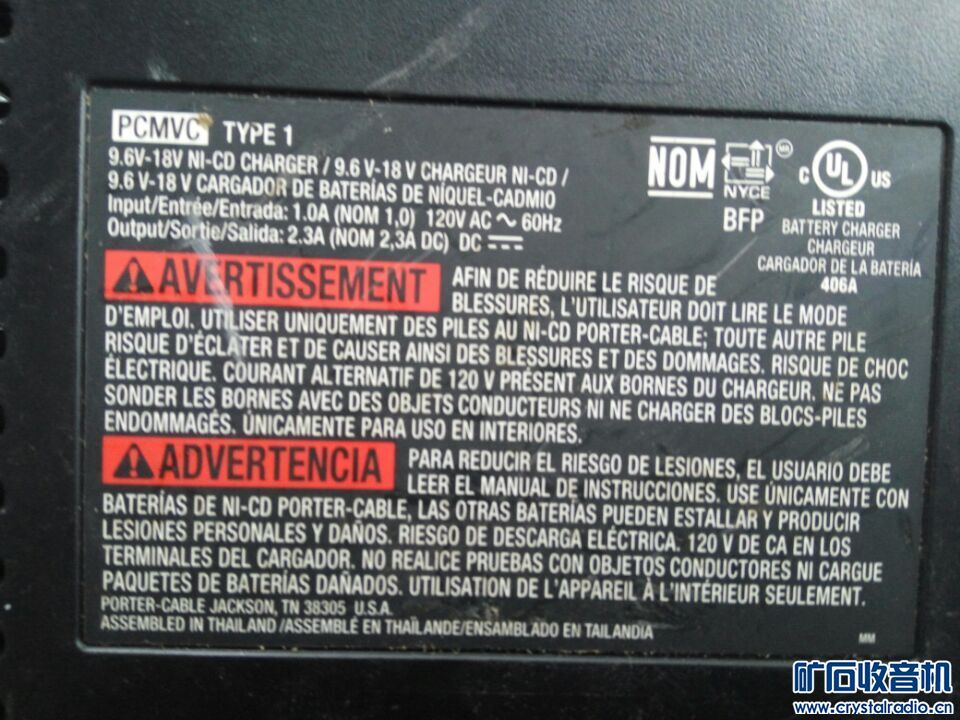 PCMVC TYPE 1
9.6V-18V NI-CD CHARGER / 9.6 V-18 V CHARGEUR NI-CD /
9.6 V-18 V CARGADOR DE BATERÍAS DE NÍQUEL-CADMIO
Input/Entrée/Entrada: 1.0A (NOM 1,0) 120V AC ~ 60Hz
Output/Sortie/Salida: 2.3A (NOM 2,3A DC) DC
NOM
NYCE
MR
BFP
C UL US
LISTED
BATTERY CHARGER
CHARGEUR
CARGADOR DE LA BATERÍA
406A
AVERTISSEMENT AFIN DE RÉDUIRE LE RISQUE DE
BLESSURES, L'UTILISATEUR DOIT LIRE LE MODE
D'EMPLOI. UTILISER UNIQUEMENT DES PILES AU NI-CD PORTER-CABLE; TOUTE AUTRE PILE
RISQUE D'ÉCLATER ET DE CAUSER AINSI DES BLESSURES ET DES DOMMAGES. RISQUE DE CHOC
ÉLECTRIQUE. COURANT ALTERNATIF DE 120 V PRÉSENT AUX BORNES DU CHARGEUR. NE PAS
SONDER LES BORNES AVEC DES OBJETS CONDUCTEURS NI NE CHARGER DES BLOCS-PILES
ENDOMMAGÉS. ÚNICAMENTE PARA USO EN INTERIORES.
ADVERTENCIA PARA REDUCIR EL RIESGO DE LESIONES, EL USUARIO DEBE
LEER EL MANUAL DE INSTRUCCIONES. USE ÚNICAMENTE CON
BATERÍAS DE NI-CD PORTER-CABLE, LAS OTRAS BATERÍAS PUEDEN ESTALLAR Y PRODUCIR
LESIONES PERSONALES Y DAÑOS. RIESGO DE DESCARGA ELÉCTRICA. 120 V DE CA EN LOS
TERMINALES DEL CARGADOR. NO REALICE PRUEBAS CON OBJETOS CONDUCTORES NI CARGUE
PAQUETES DE BATERÍAS DAÑADOS. UTILISATION DE L'APPAREIL À L'INTÉRIEUR SEULEMENT.
PORTER-CABLE JACKSON, TN 38305 U.S.A.
ASSEMBLED IN THAILAND /ASSEMBLÉ EN THAÏLANDE/ENSAMBLADO EN TAILANDIA
MM
矿石收音机
www.crystalradio.cn